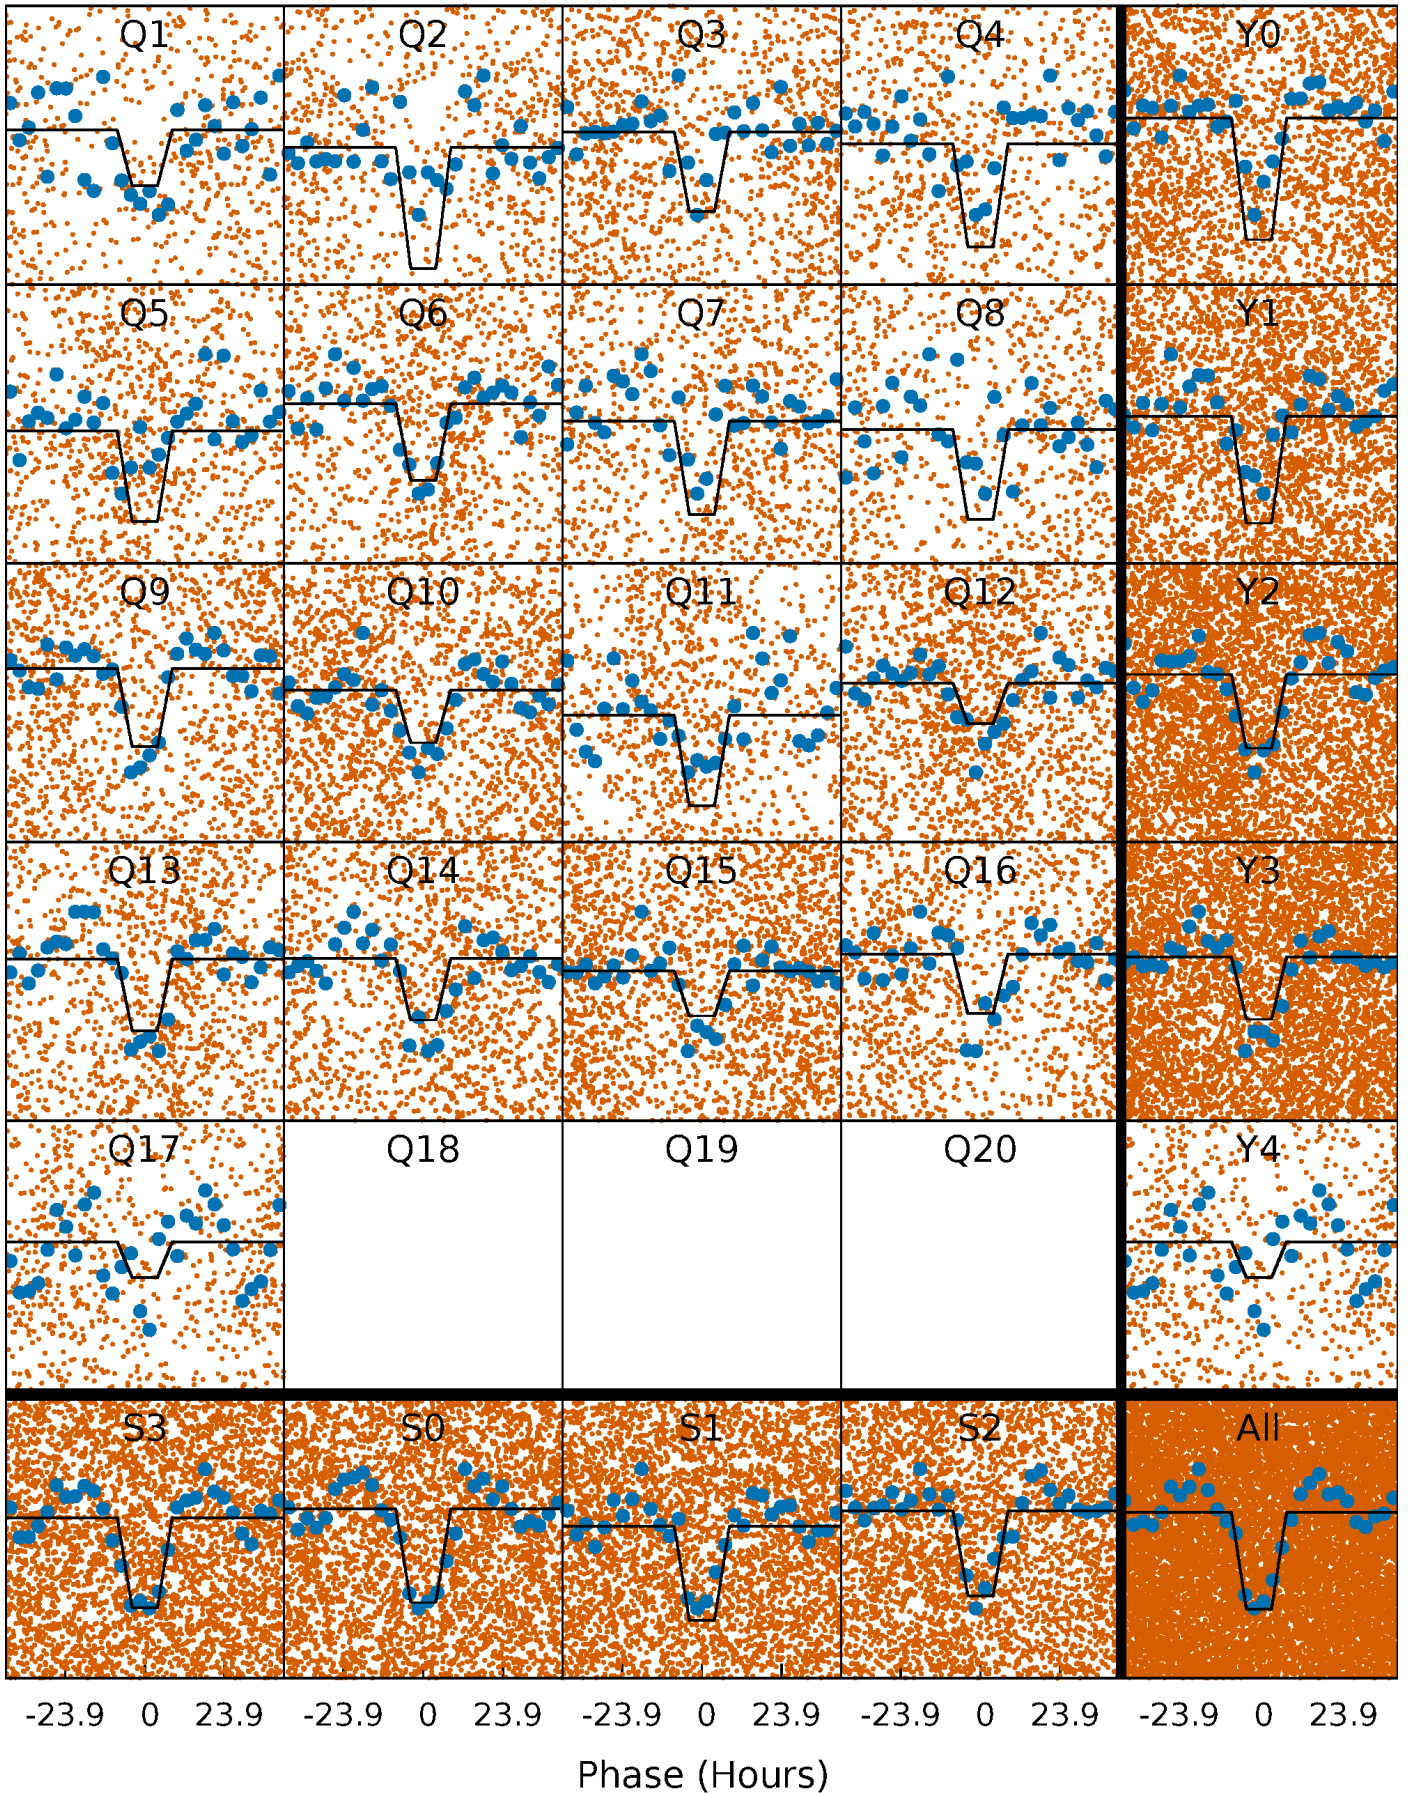 Q1 Q2 Q3 Q4 Y0
Q5 Q6 Q7 Q8 Y1
Q9 Q10 Q11 Q12 Y2
Q13 Q14 Q15 Q16 Y3
Q17 Q18 Q19 Q20 Y4
S3 S0 S1 S2 All
-23.9 0 23.9 -23.9 0 23.9 -23.9 0 23.9 -23.9 0 23.9 -23.9 0 23.9
Phase (Hours)